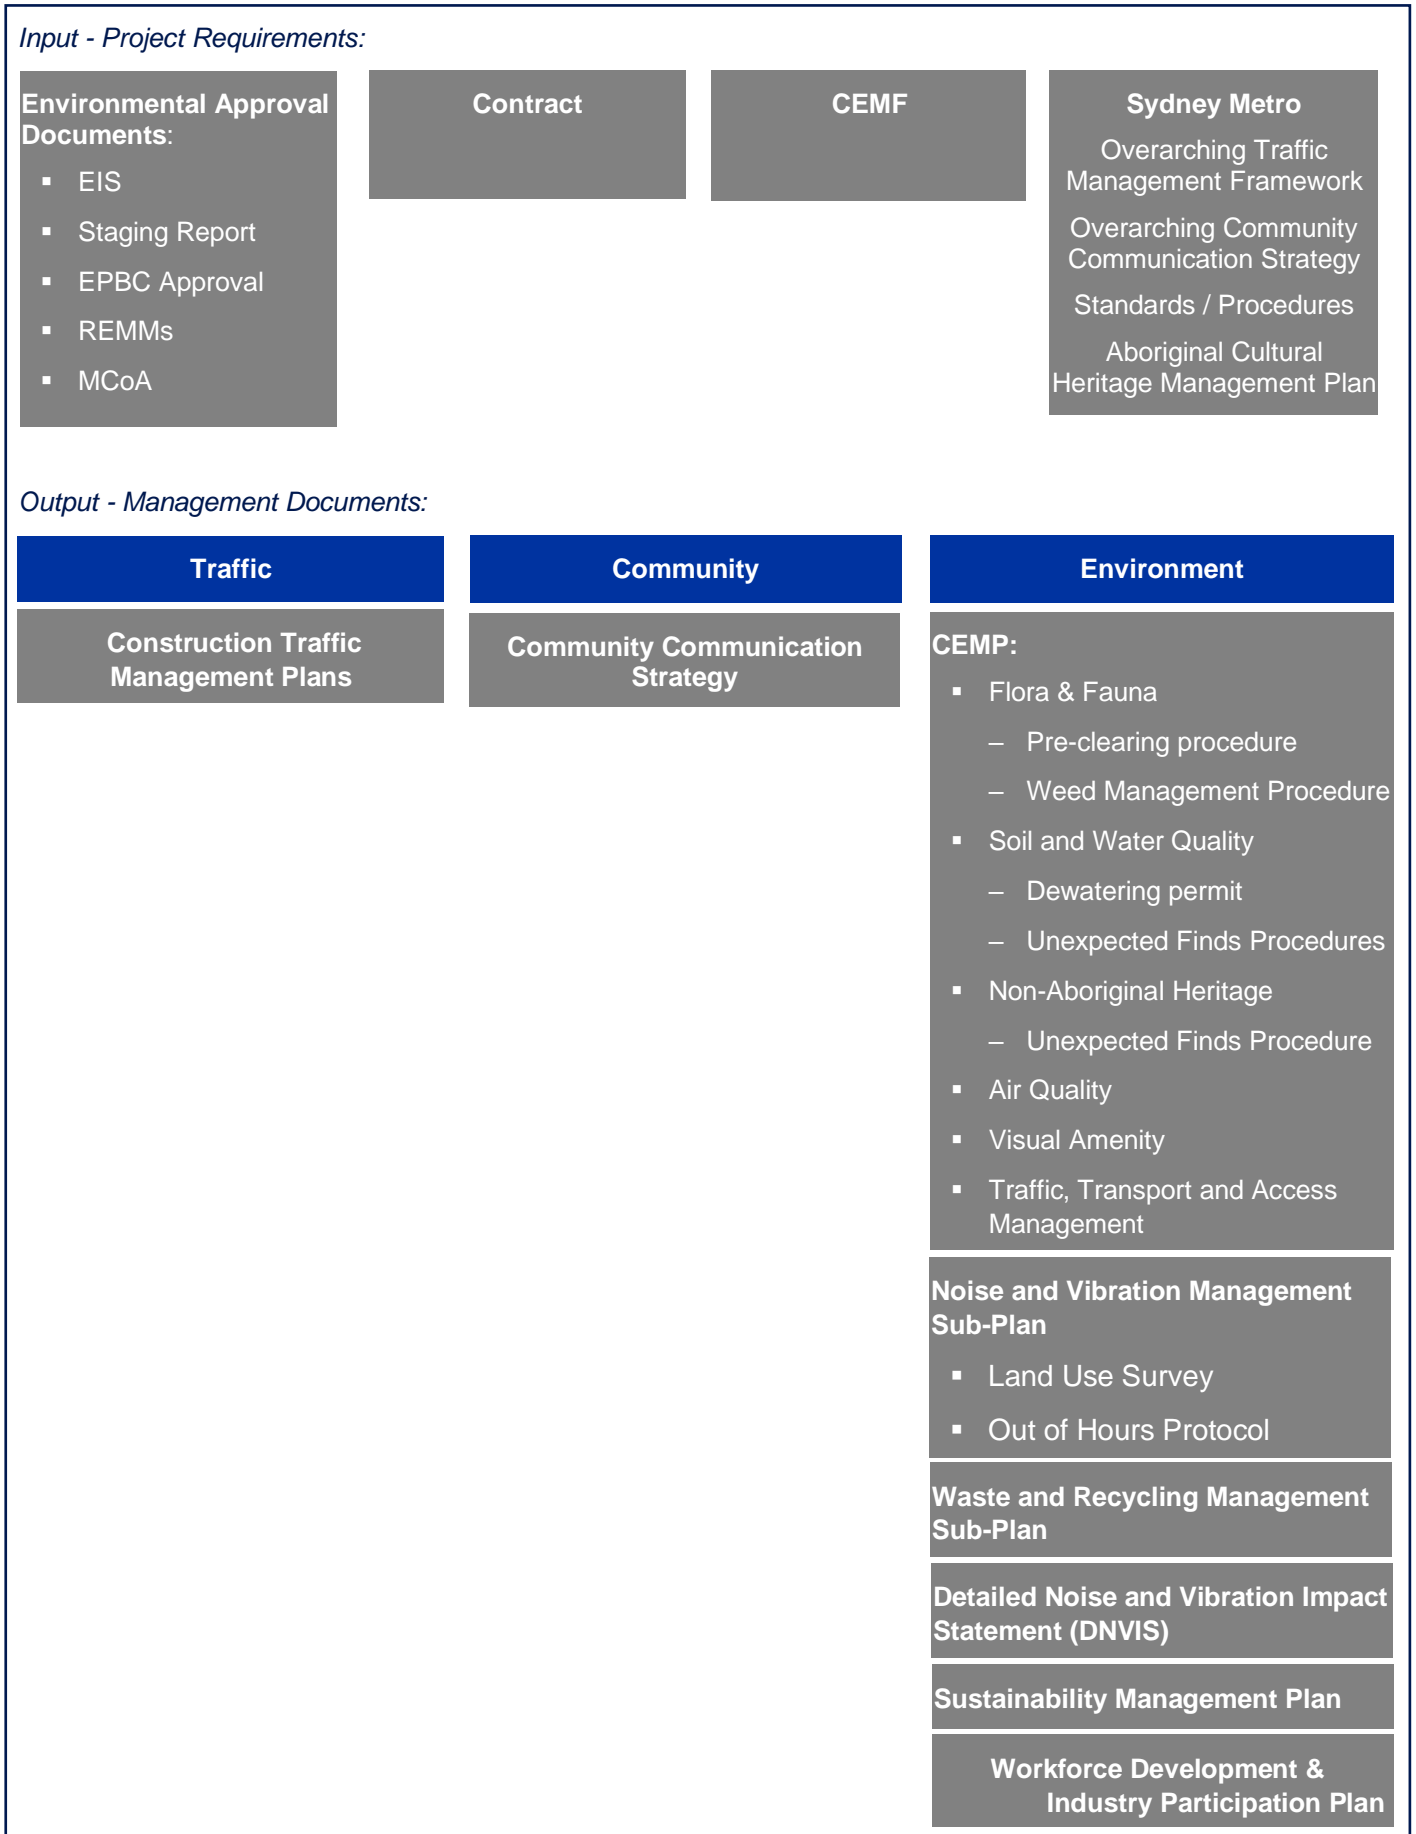 Input - Project Requirements:
Environmental Approval
Documents:
▪ EIS
▪ Staging Report
▪ EPBC Approval
▪ REMMs
▪ MCoA
Contract
CEMF
Sydney Metro
Overarching Traffic
Management Framework
Overarching Community
Communication Strategy
Standards / Procedures
Aboriginal Cultural
Heritage Management Plan
Output - Management Documents:
Traffic
Construction Traffic
Management Plans
Community
Community Communication
Strategy
Environment
CEMP:
▪ Flora & Fauna
– Pre-clearing procedure
– Weed Management Procedure
▪ Soil and Water Quality
– Dewatering permit
– Unexpected Finds Procedures
▪ Non-Aboriginal Heritage
– Unexpected Finds Procedure
▪ Air Quality
▪ Visual Amenity
▪ Traffic, Transport and Access
Management
Noise and Vibration Management
Sub-Plan
▪ Land Use Survey
▪ Out of Hours Protocol
Waste and Recycling Management
Sub-Plan
Detailed Noise and Vibration Impact
Statement (DNVIS)
Sustainability Management Plan
Workforce Development &
Industry Participation Plan